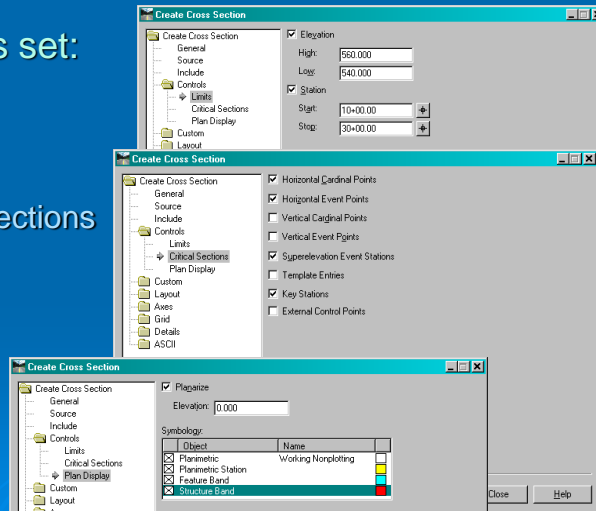 s set:
ections
Create Cross Section
Create Cross Section
General
Source
Include
Controls
Limits
Critical Sections
Plan Display
Custom
Layout
Elevation
High: 560.000
Low: 540.000
Station
Start: 10+00.00
Stop: 30+00.00
Create Cross Section
Create Cross Section
General
Source
Include
Controls
Limits
Critical Sections
Plan Display
Custom
Layout
Axes
Grid
Details
ASCII
Horizontal Cardinal Points
Horizontal Event Points
Vertical Cardinal Points
Vertical Event Points
Superelevation Event Stations
Template Entries
Key Stations
External Control Points
Create Cross Section
Create Cross Section
General
Source
Include
Controls
Limits
Critical Sections
Plan Display
Custom
Layout
Planarize
Elevation: 0.000
Symbology:
Object Name
Planimetric Working Nonplotting
Planimetric Station
Feature Band
Structure Band
Close Help